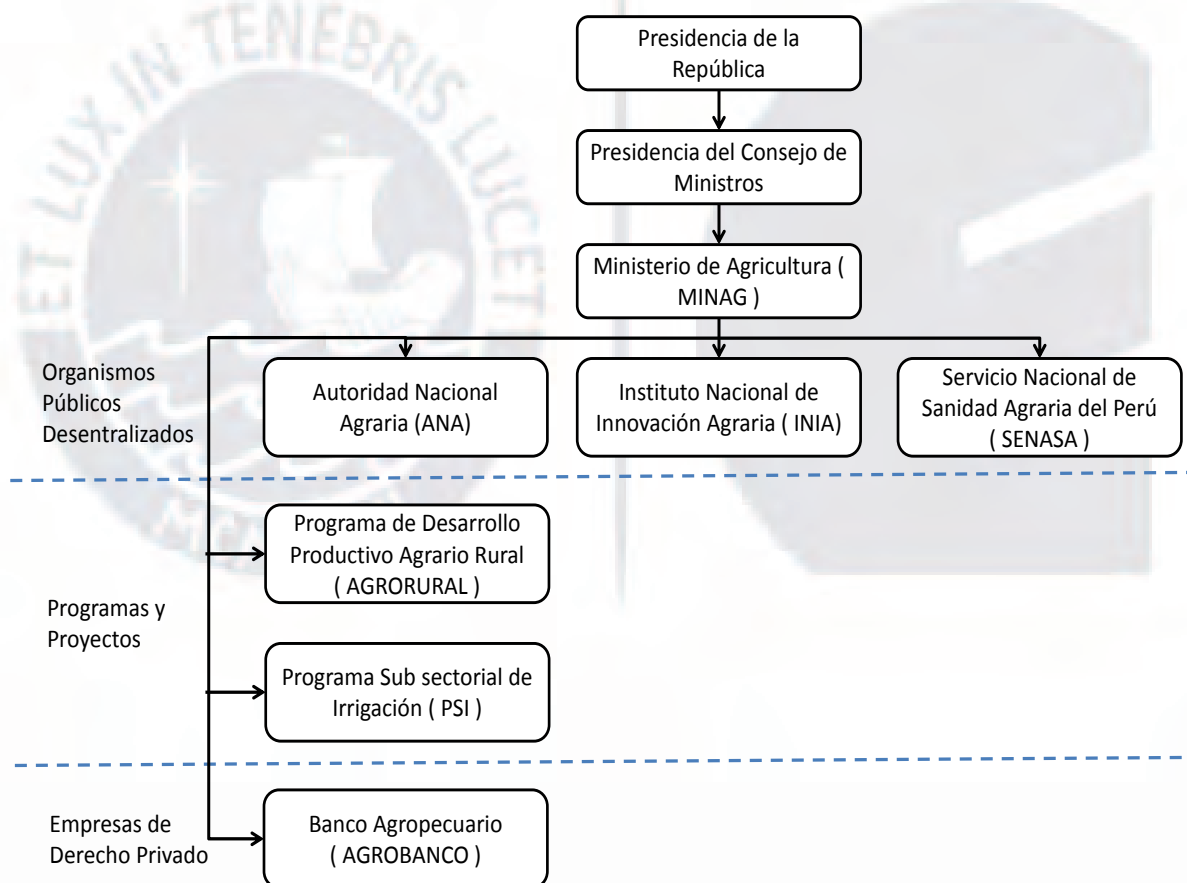 ET LUX IN TENEBRIS LUCET
Presidencia de la
República
Presidencia del Consejo de
Ministros
Ministerio de Agricultura (
MINAG )
Organismos
Públicos
Desentralizados
Autoridad Nacional
Agraria (ANA)
Instituto Nacional de
Innovación Agraria ( INIA)
Servicio Nacional de
Sanidad Agraria del Perú
( SENASA )
Programas y
Proyectos
Programa de Desarrollo
Productivo Agrario Rural
( AGRORURAL )
Programa Sub sectorial de
Irrigación ( PSI )
Empresas de
Derecho Privado
Banco Agropecuario
( AGROBANCO )